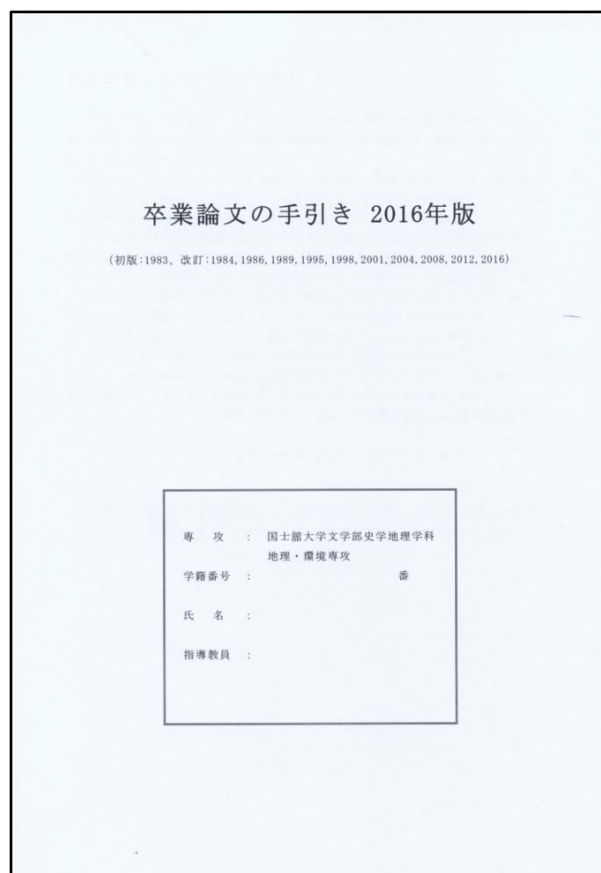 卒業論文の手引き 2016年版
(初版:1983、改訂:1984,1986,1989,1995,1998,2001,2004,2008,2012,2016)
専 攻 : 国士舘大学文学部史学地理学科
地理・環境専攻
学籍番号 : 番
氏 名 :
指導教員 :